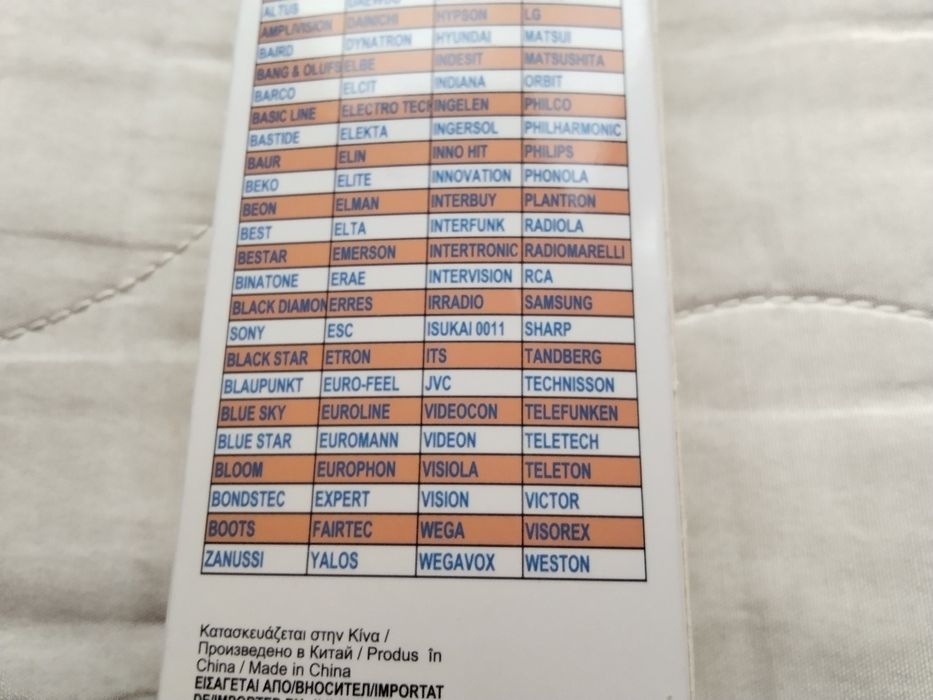 ALTUS DAEWOO
AMPLIVISION DAINICHI HYPSON LG
BAIRD DYNATRON HYUNDAI MATSUI
BANG & OLUFS ELBE INDESIT MATSUSHITA
BARCO ELCIT INDIANA ORBIT
BASIC LINE ELECTRO TECH INGELEN PHILCO
BASTIDE ELEKTA INGERSOL PHILHARMONIC
BAUR ELIN INNO HIT PHILIPS
BEKO ELITE INNOVATION PHONOLA
BEON ELMAN INTERBUY PLANTRON
BEST ELTA INTERFUNK RADIOLA
BESTAR EMERSON INTERTRONIC RADIOMARELLI
BINATONE ERAE INTERVISION RCA
BLACK DIAMON ERRES IRRADIO SAMSUNG
SONY ESC ISUKAI 0011 SHARP
BLACK STAR ETRON ITS TANDBERG
BLAUPUNKT EURO-FEEL JVC TECHNISSON
BLUE SKY EUROLINE VIDEOCON TELEFUNKEN
BLUE STAR EUROMANN VIDEON TELETECH
BLOOM EUROPHON VISIOLA TELETON
BONDSTEC EXPERT VISION VICTOR
BOOTS FAIRTEC WEGA VISOREX
ZANUSSI YALOS WEGAVOX WESTON
Κατασκευάζεται στην Κίνα /
Произведено в Китай / Produs în
China / Made in China
ΕΙΣΑΓΕΤΑΙ ΑΠΟ/ВНОСИТЕЛ/IMPORTAT